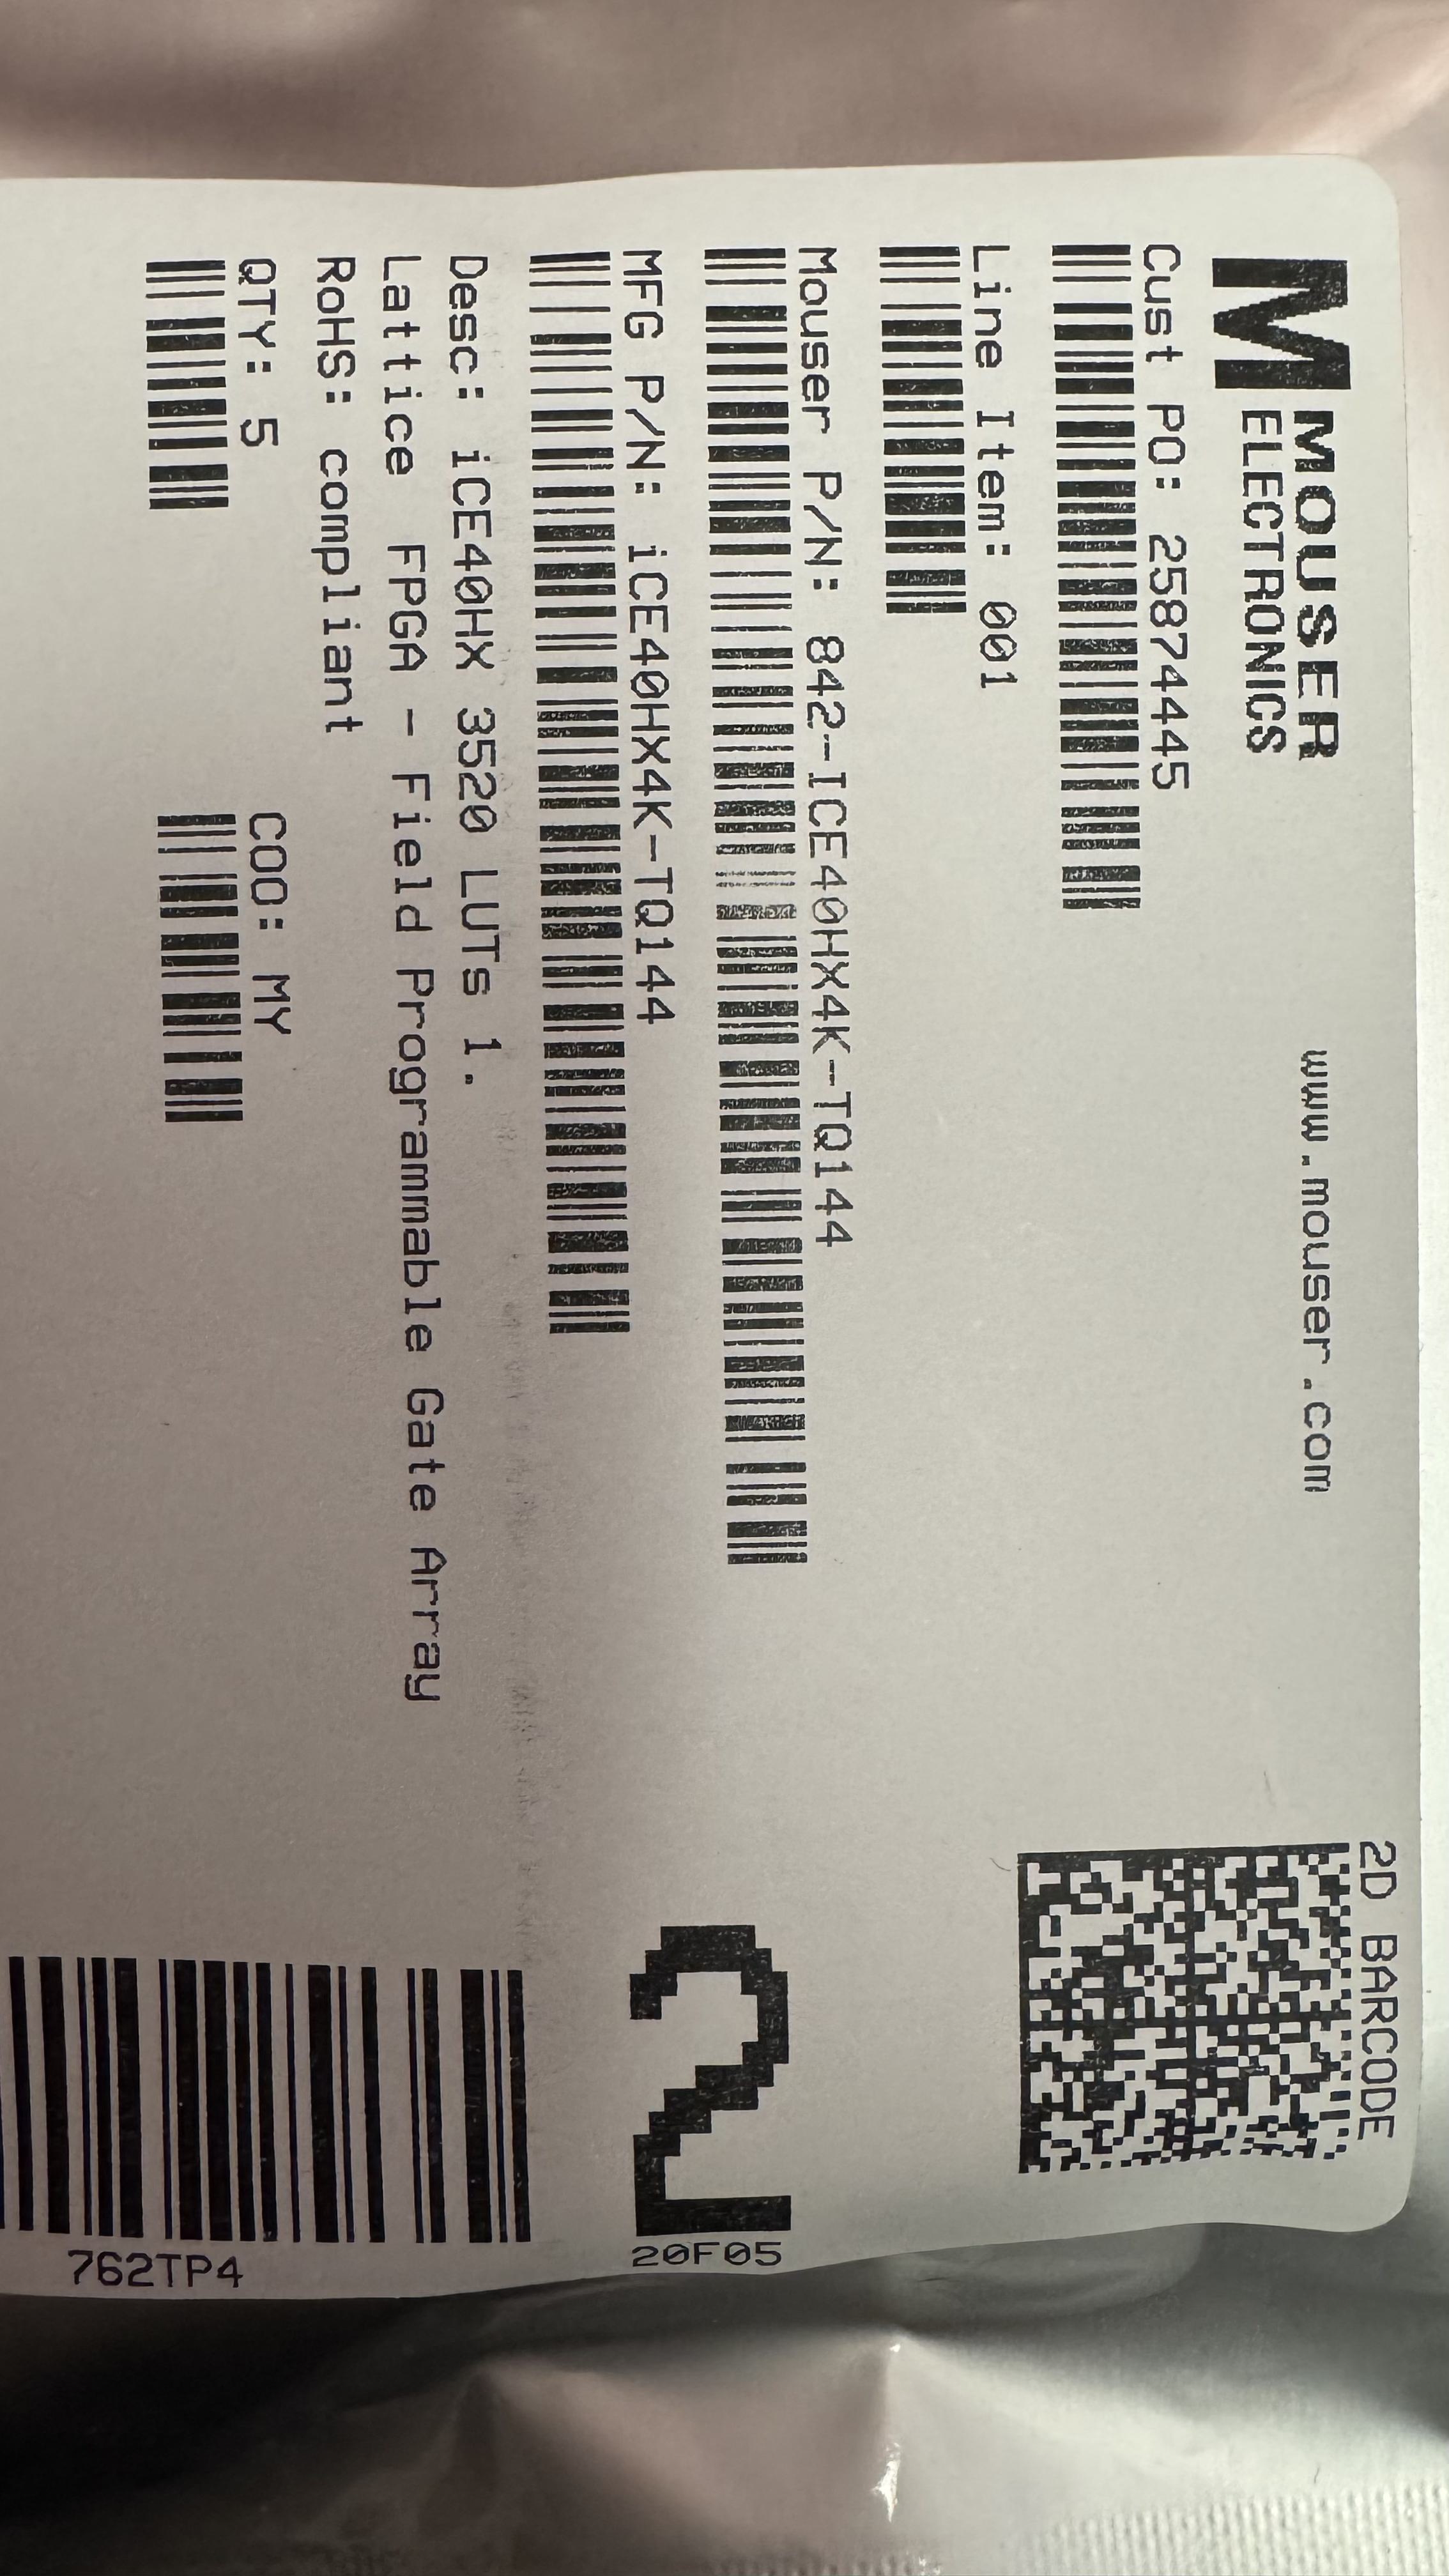 M MOUSER
ELECTRONICS
www.mouser.com
2D BARCODE
Cust PO: 25874445
Line Item: 001
Mouser P/N: 842-ICE40HX4K-TQ144
MFG P/N: iCE40HX4K-TQ144
Desc: iCE40HX 3520 LUTs 1.
Lattice FPGA - Field Programmable Gate Array
RoHS: compliant
QTY: 5
COO: MY
2
20F05
762TP4